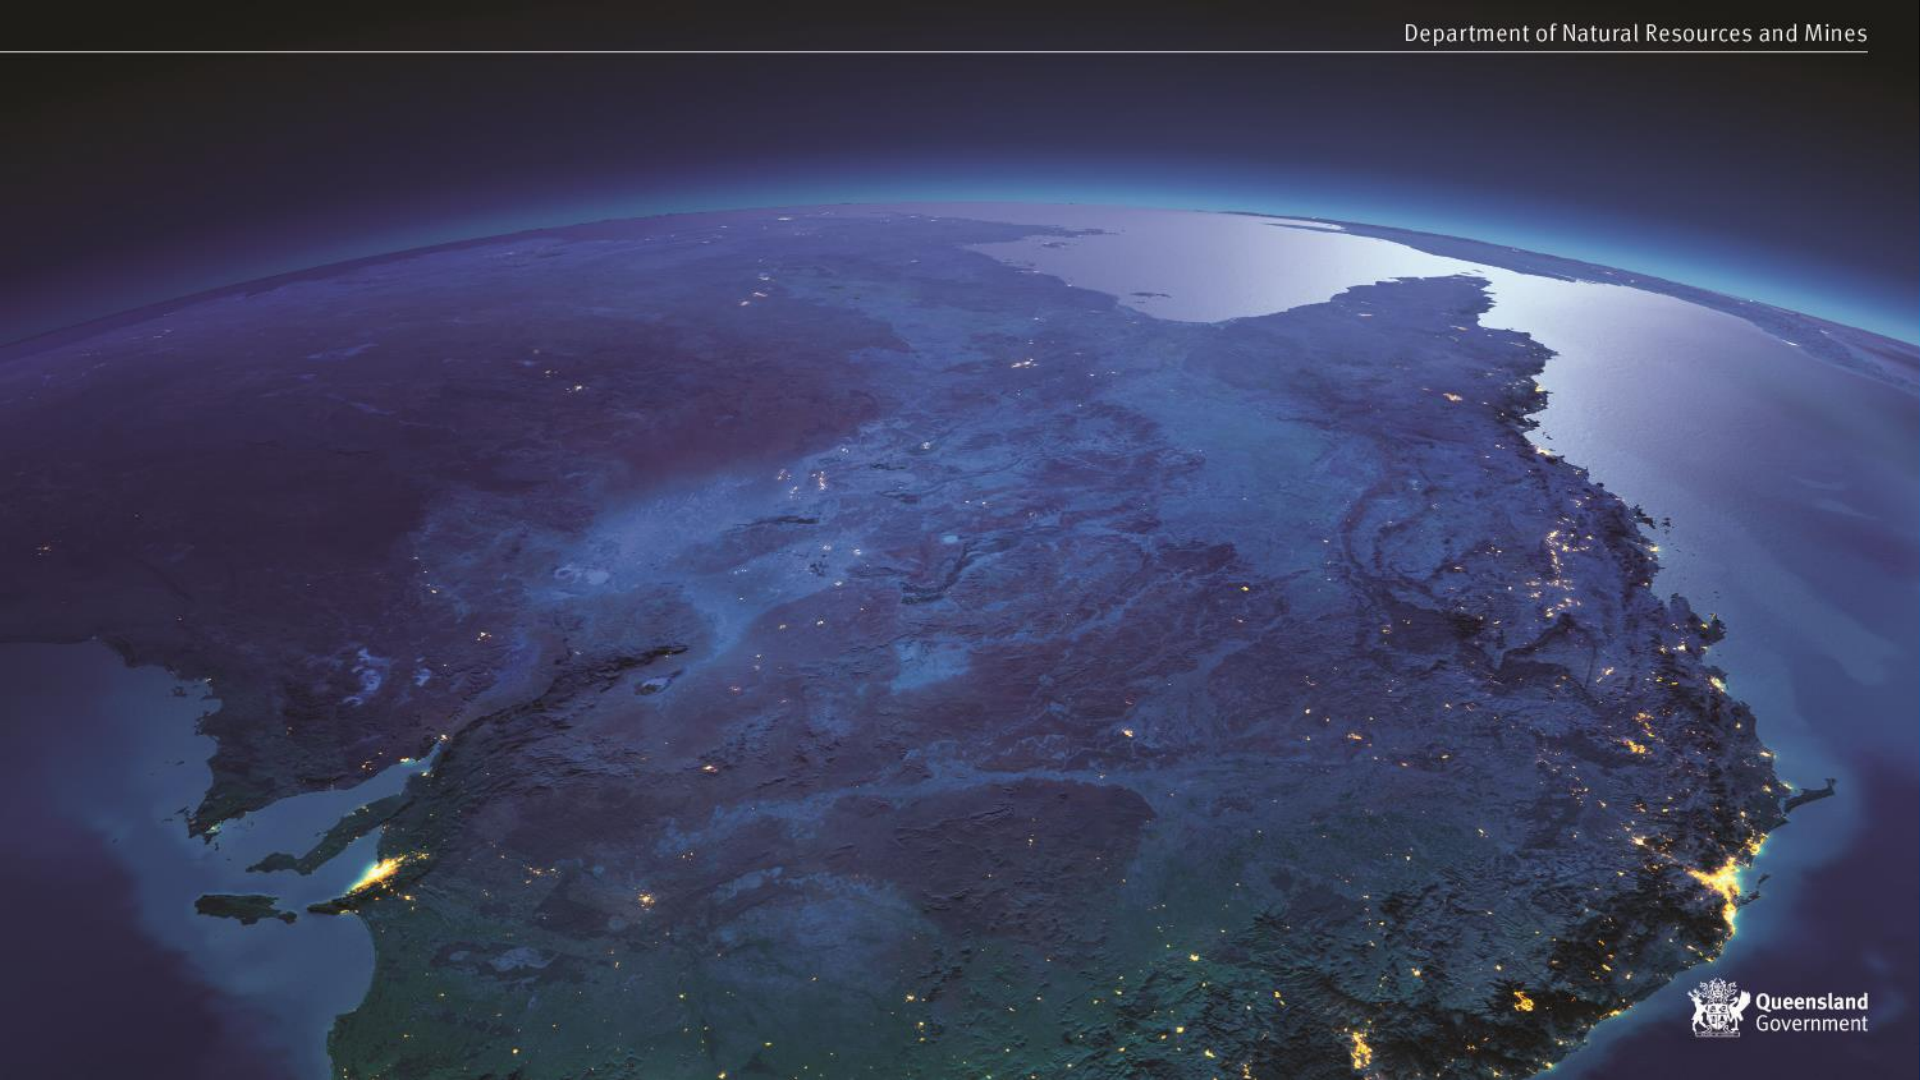 Department of Natural Resources and Mines
Queensland
Government